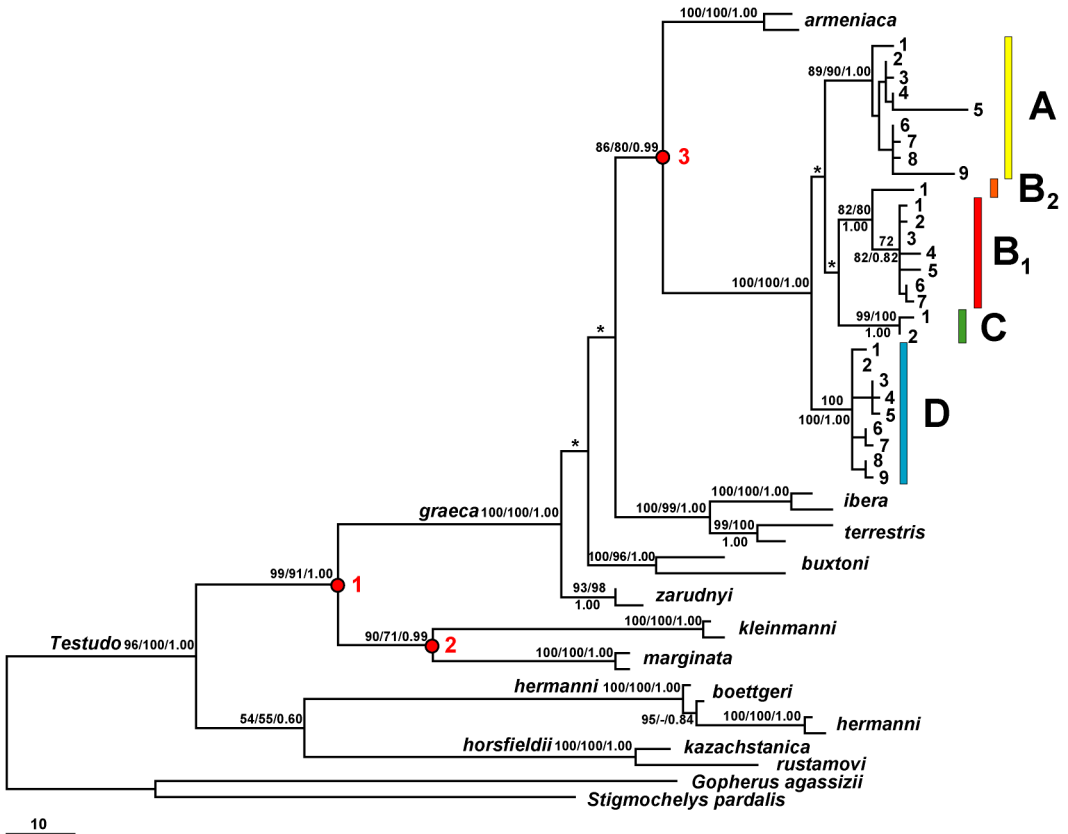 100/100/1.00 armeniaca
89/90/1.00
1
2
3
4
5
6
7
8
9
A
86/80/0.99 3
*
1
B2
82/80
1.00
1
2
3
72
82/0.82
4
5
6
7
B1
*
100/100/1.00
99/100
1.00
1
2
C
*
1
2
3
100
100/1.00
4
5
6
7
8
9
D
*
100/100/1.00 ibera
graeca 100/100/1.00
100/99/1.00
99/100
1.00
terrestris
100/96/1.00 buxtoni
99/91/1.00 1
93/98
1.00
zarudnyi
100/100/1.00 kleinmanni
90/71/0.99 2
Testudo 96/100/1.00
100/100/1.00 marginata
hermanni 100/100/1.00 boettgeri
54/55/0.60
95/-/0.84 100/100/1.00 hermanni
horsfieldii 100/100/1.00 kazachstanica
rustamovi
Gopherus agassizii
Stigmochelys pardalis
10